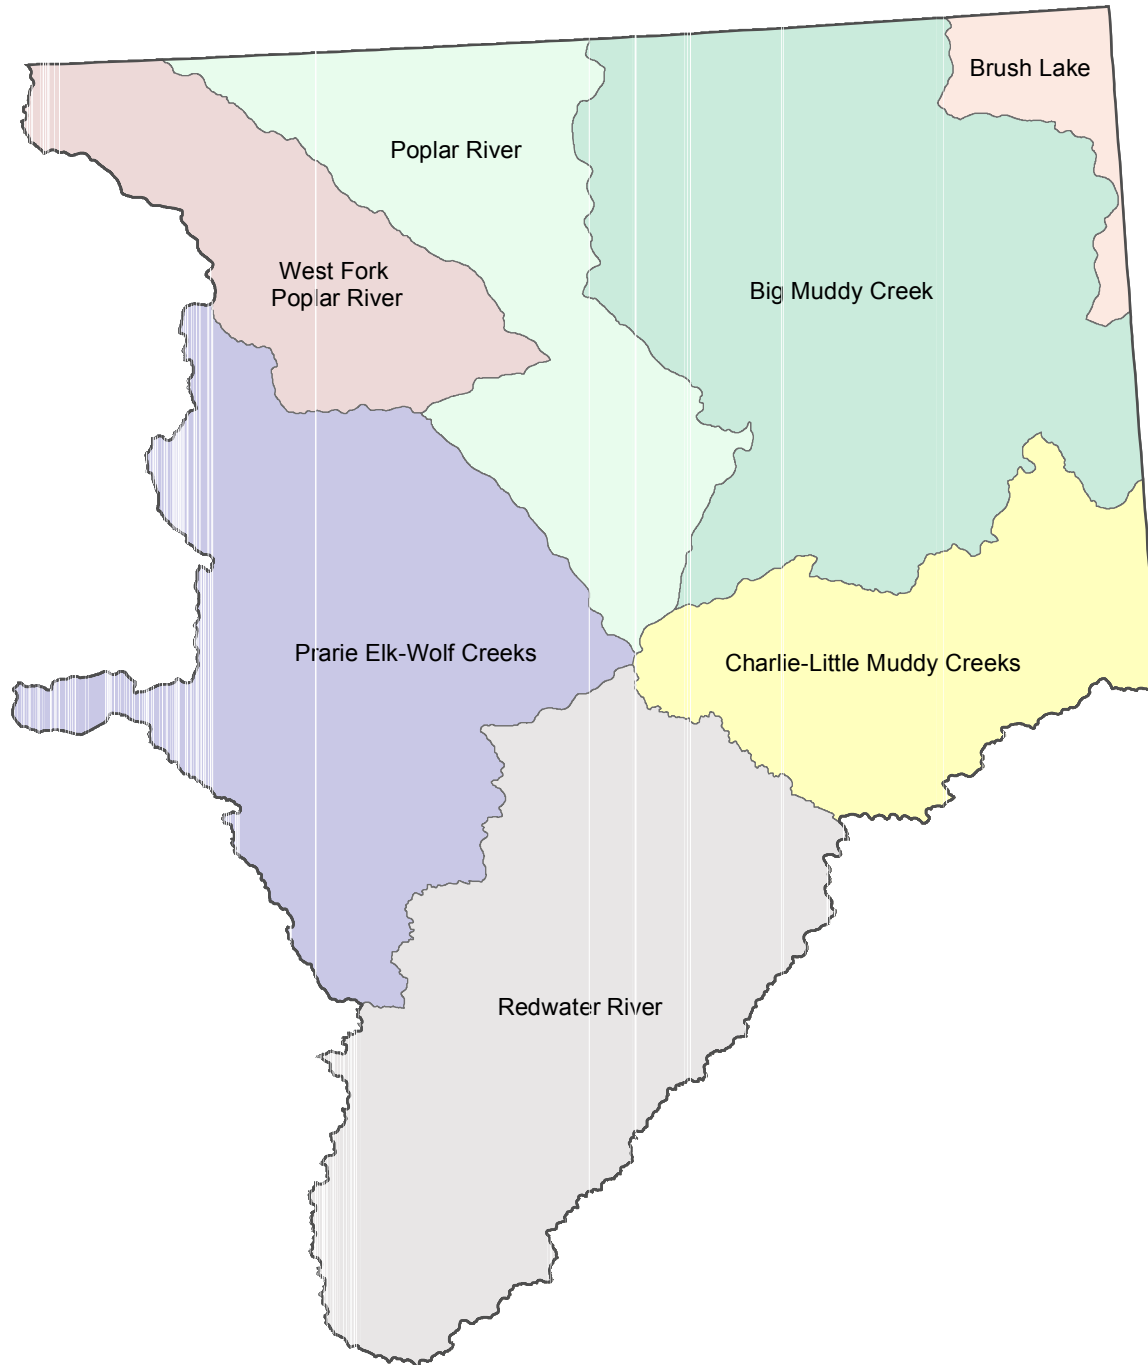 Brush Lake
Poplar River
West Fork
Poplar River
Big Muddy Creek
Prarie Elk-Wolf Creeks
Charlie-Little Muddy Creeks
Redwater River